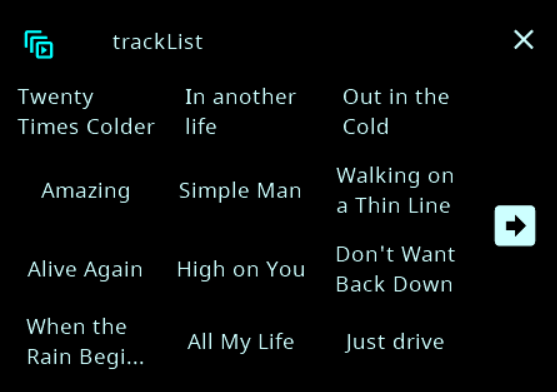 trackList
Twenty
Times Colder
In another
life
Out in the
Cold
Amazing
Simple Man
Walking on
a Thin Line
Alive Again
High on You
Don't Want
Back Down
When the
Rain Begi...
All My Life
Just drive